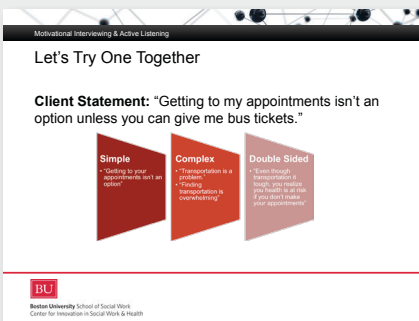 Motivational Interviewing & Active Listening
Let's Try One Together
Client Statement: "Getting to my appointments isn't an
option unless you can give me bus tickets."
Simple
• "Getting to your
appointments isn't an
option"
Complex
• "Transportation is a
problem."
• "Finding
transportation is
overwhelming"
Double Sided
• "Even though
transportation it
tough, you realize
you health is at risk
if you don't make
your appointments"
BU
Boston University School of Social Work
Center for Innovation in Social Work & Health